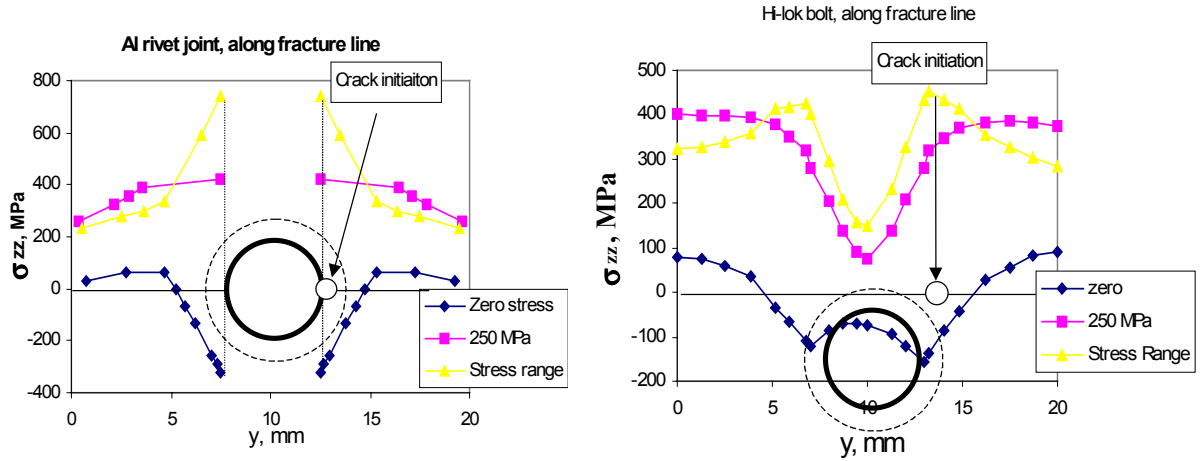 Al rivet joint, along fracture line
Crack initiaiton
800
600
400
200
0
-200
-400
σzz, MPa
0 5 10 15 20
y, mm
Zero stress
250 MPa
Stress range
Hi-lok bolt, along fracture line
Crack initiation
500
400
300
200
100
0
-100
-200
σzz, MPa
0 5 10 15 20
y, mm
zero
250 MPa
Stress Range